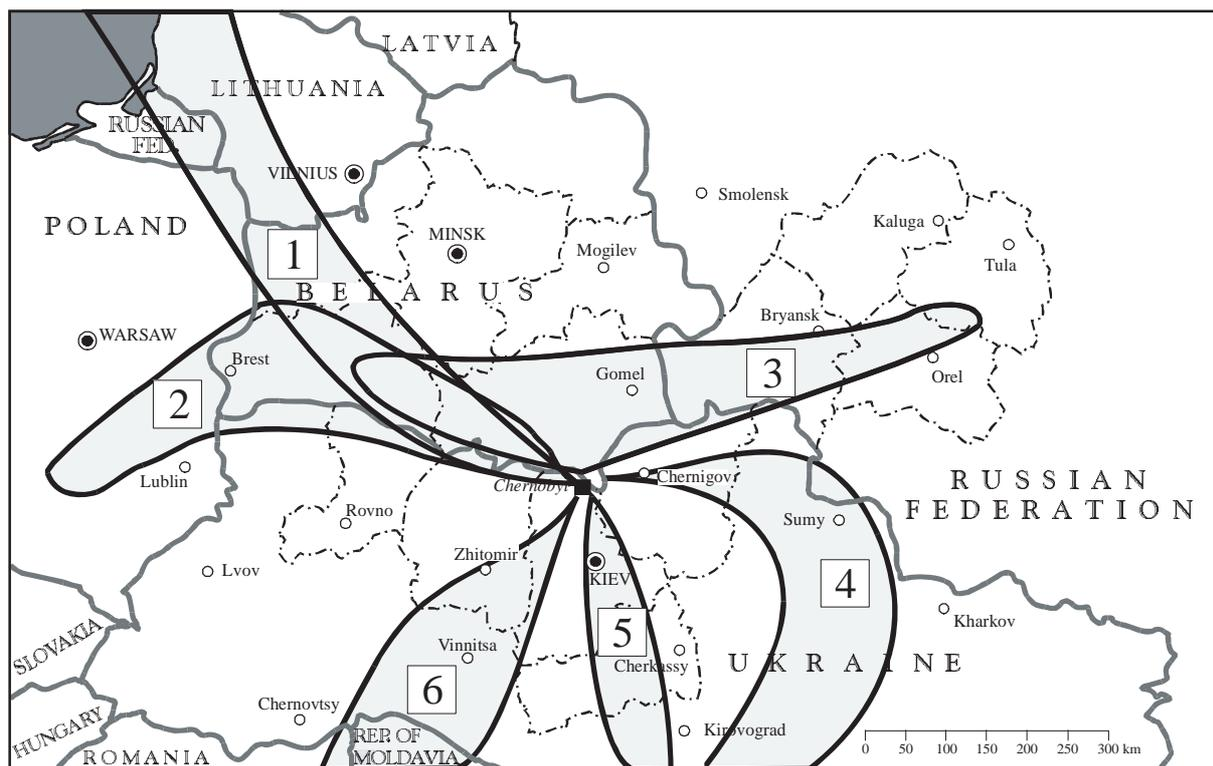 LATVIA
LITHUANIA
RUSSIAN
FED.
VILNIUS
Smolensk
POLAND
Kaluga
MINSK
Mogilev
Tula
1
BELARUS
Bryansk
WARSAW
Brest
Gomel
3
Orel
2
Lublin
Chernobyl
Chernigov
RUSSIAN
FEDERATION
Rovno
Sumy
Zhitomir
Lvov
KIEV
4
Kharkov
SLOVAKIA
Vinnitsa
5
Cherkassy
UKRAINE
6
Chernovtsy
Kirovograd
HUNGARY
REP. OF
MOLDAVIA
ROMANIA
0 50 100 150 200 250 300 km